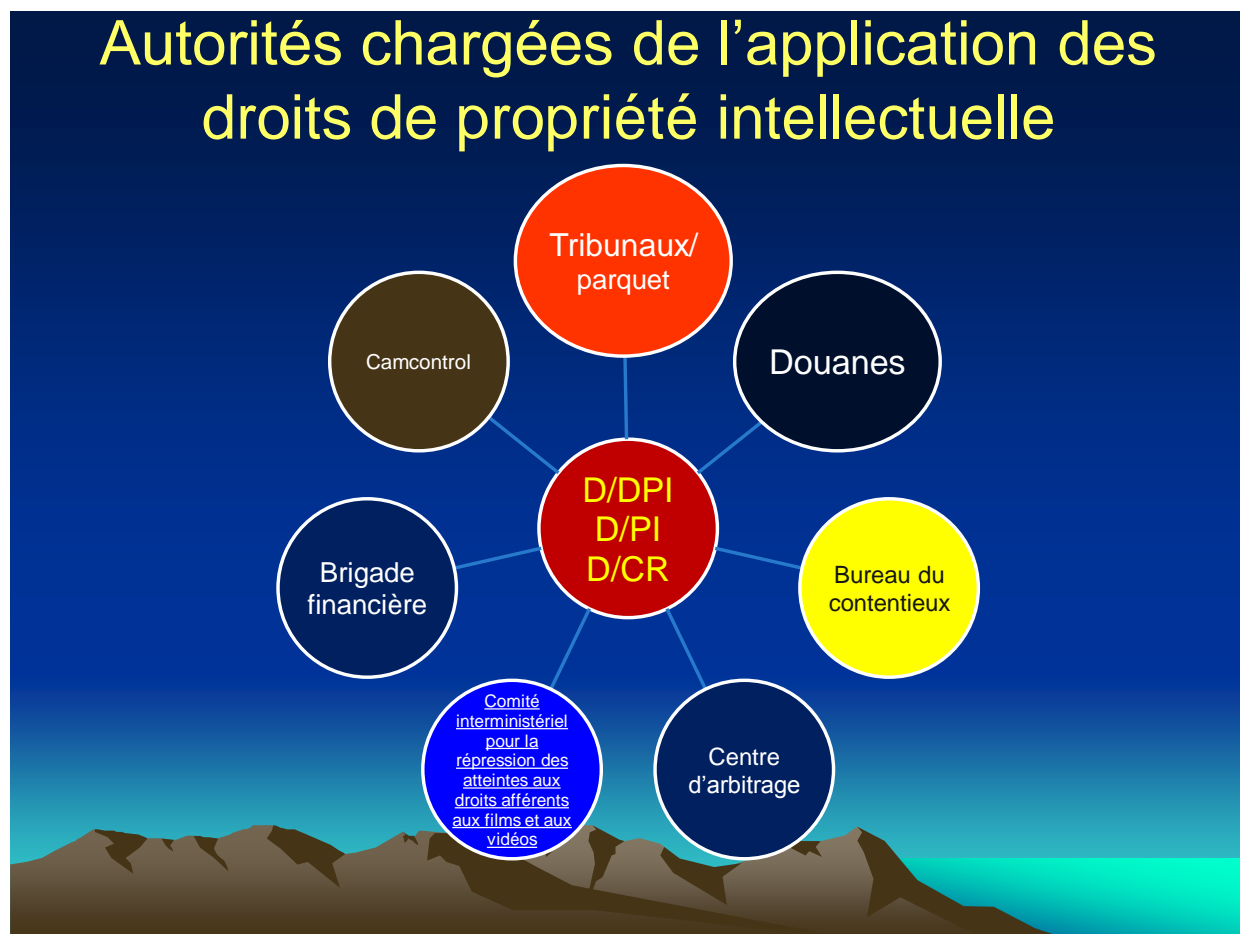 Autorités chargées de l’application des
droits de propriété intellectuelle
Tribunaux/
parquet
Camcontrol
Douanes
D/DPI
D/PI
D/CR
Brigade
financière
Bureau du
contentieux
Comité
interministériel
pour la
répression des
atteintes aux
droits afférents
aux films et aux
vidéos
Centre
d’arbitrage